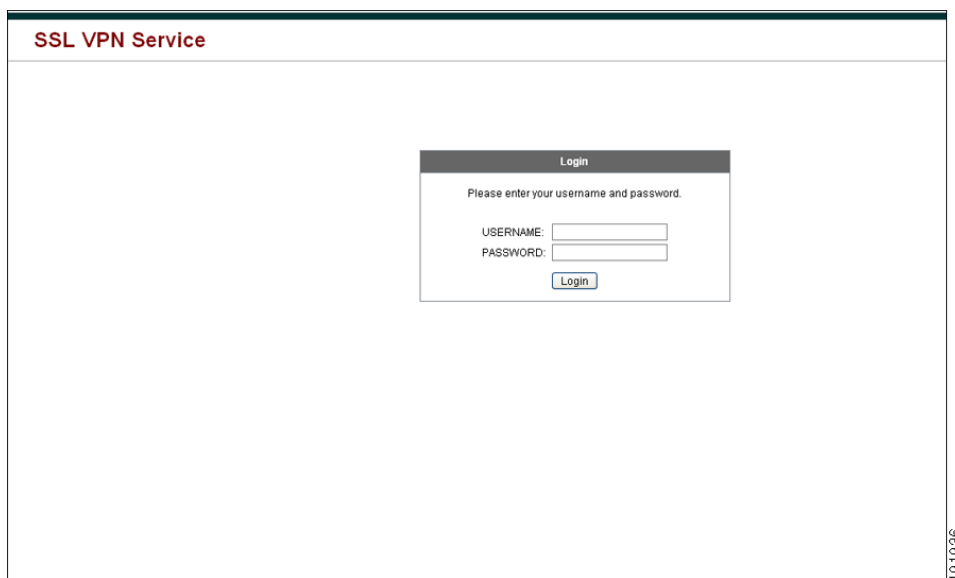 SSL VPN Service
Login
Please enter your username and password.
USERNAME:
PASSWORD:
Login